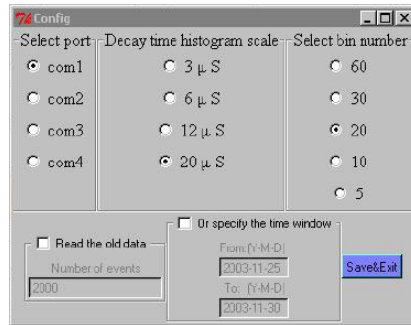 Config
Select port
Decay time histogram scale
Select bin number
com1
3 μ S
60
com2
6 μ S
30
com3
12 μ S
20
com4
20 μ S
10
5
Or specify the time window
Read the old data
From:(Y-M-D)
Number of events
2003-11-25
Save&Exit
2000
To: (Y-M-D)
2003-11-30